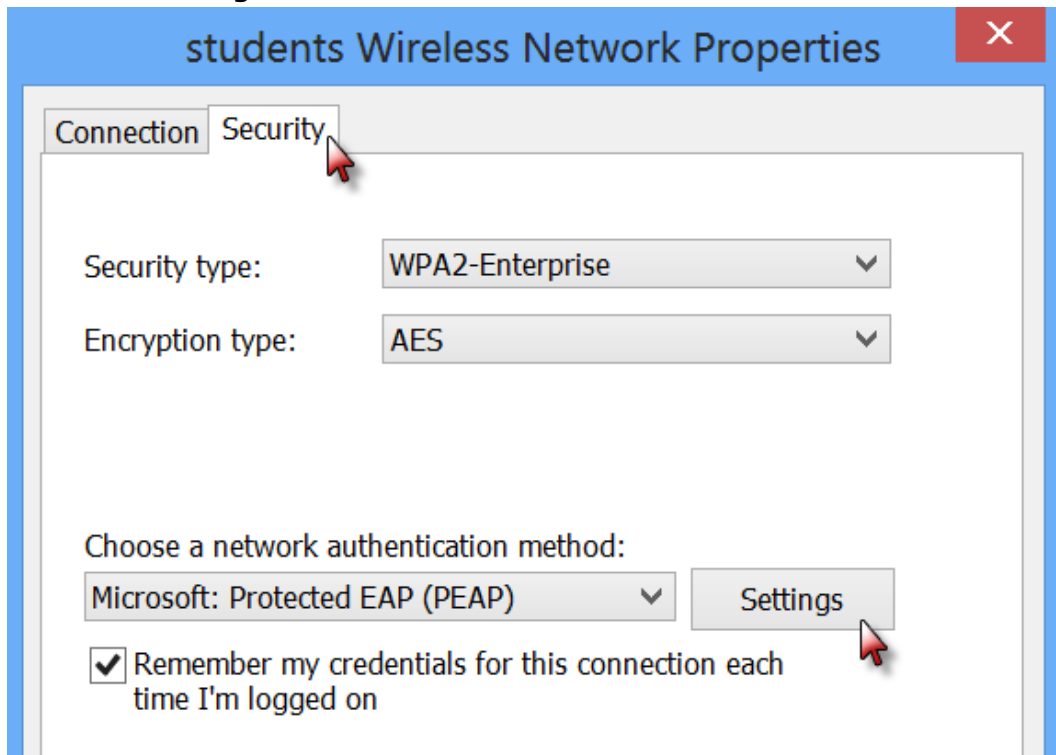 students Wireless Network Properties
Connection
Security
Security type:
WPA2-Enterprise
Encryption type:
AES
Choose a network authentication method:
Microsoft: Protected EAP (PEAP)
Settings
Remember my credentials for this connection each
time I'm logged on